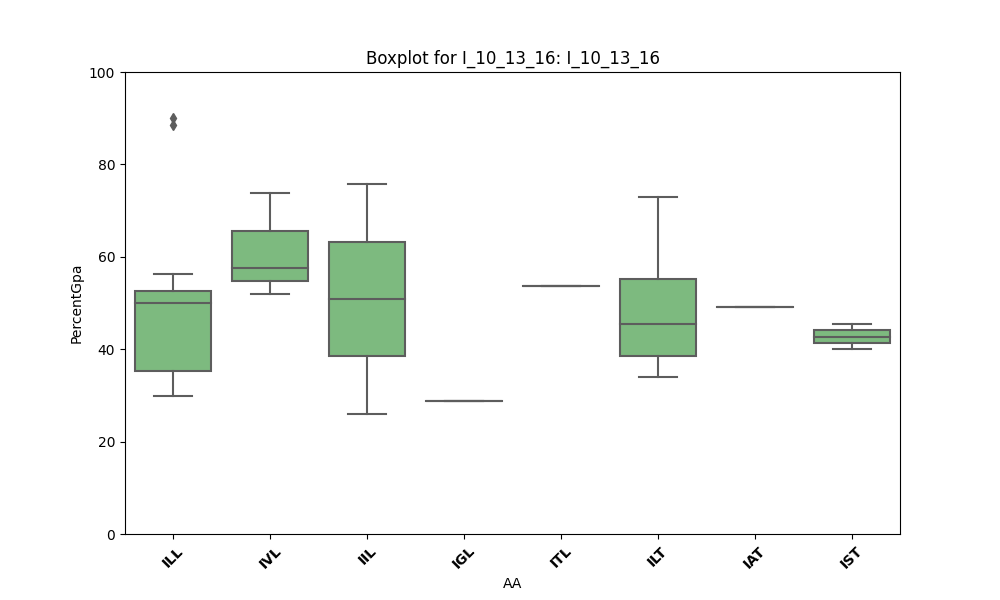 Boxplot for I_10_13_16: I_10_13_16
100
80
60
40
20
0
PercentGpa
ILL
IVL
IIL
IGL
ITL
ILT
IAT
IST
AA